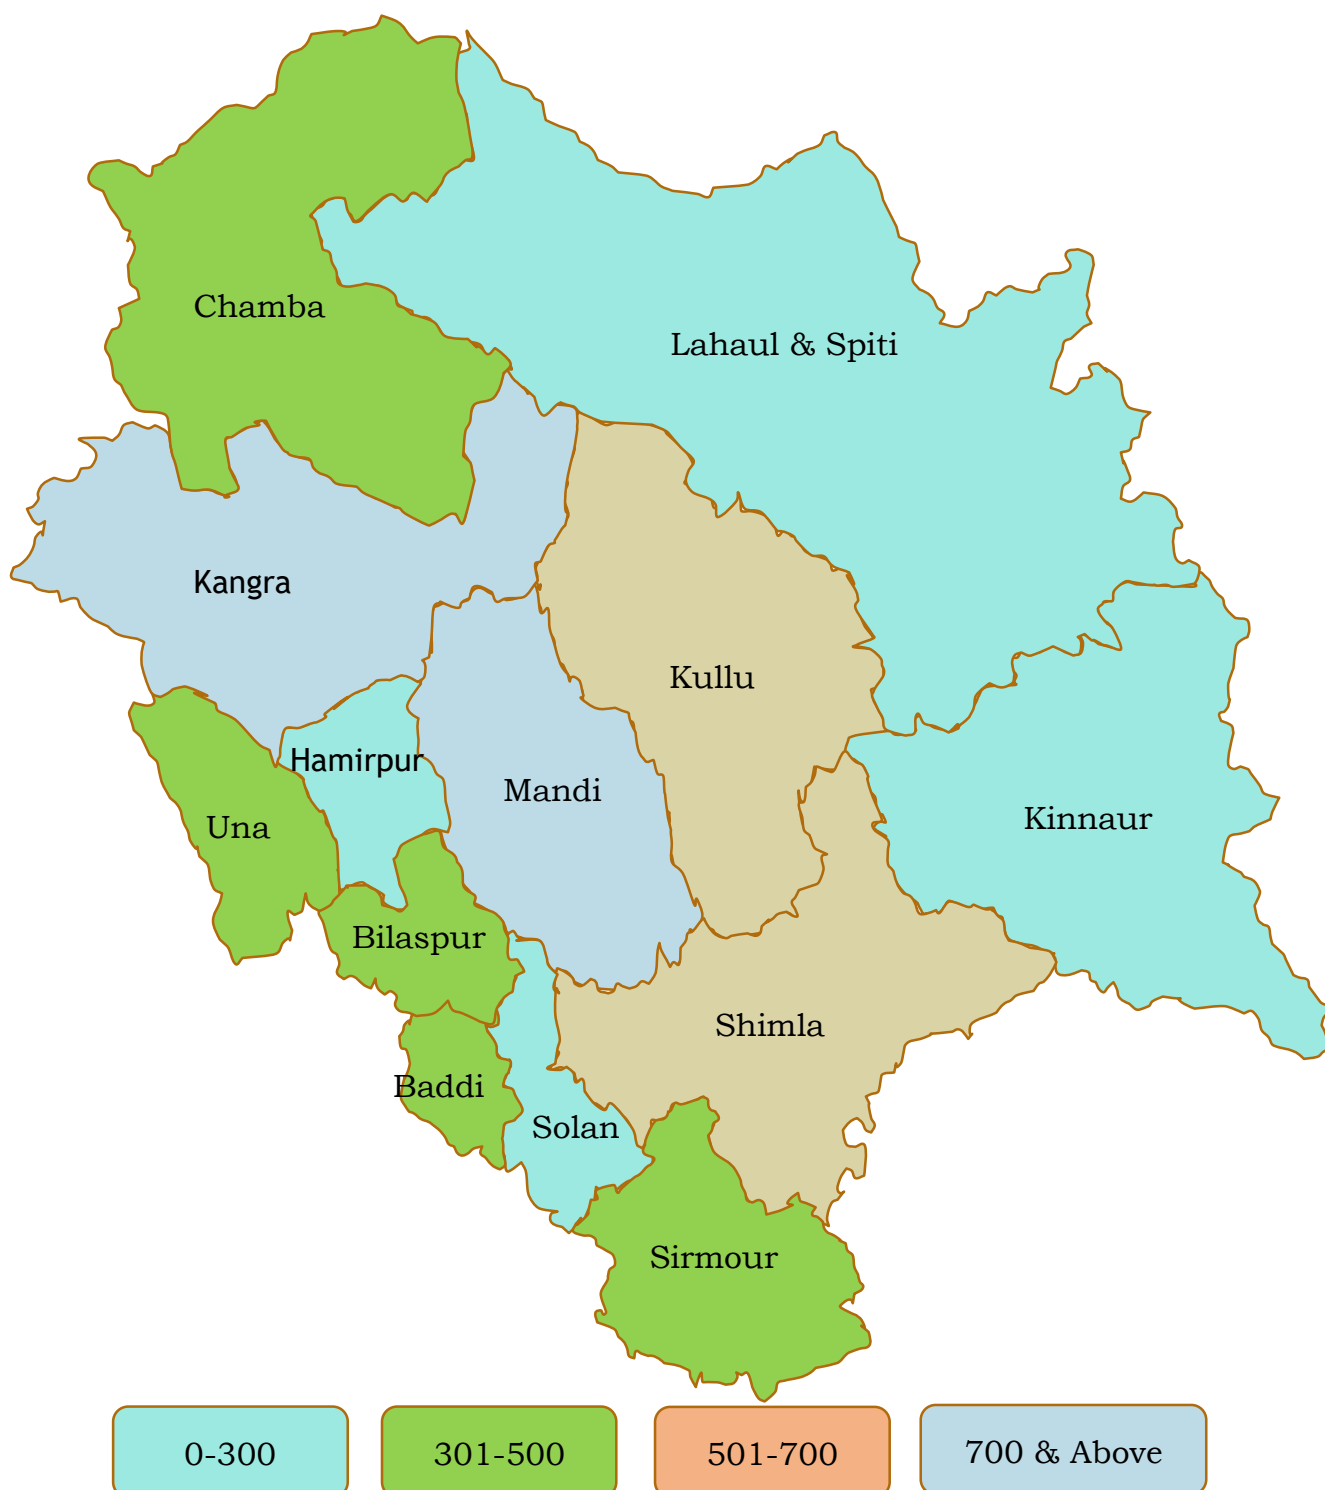 Chamba
Lahaul & Spiti
Kangra
Kullu
Hamirpur
Mandi
Una
Kinnaur
Bilaspur
Shimla
Baddi
Solan
Sirmour
0-300
301-500
501-700
700 & Above